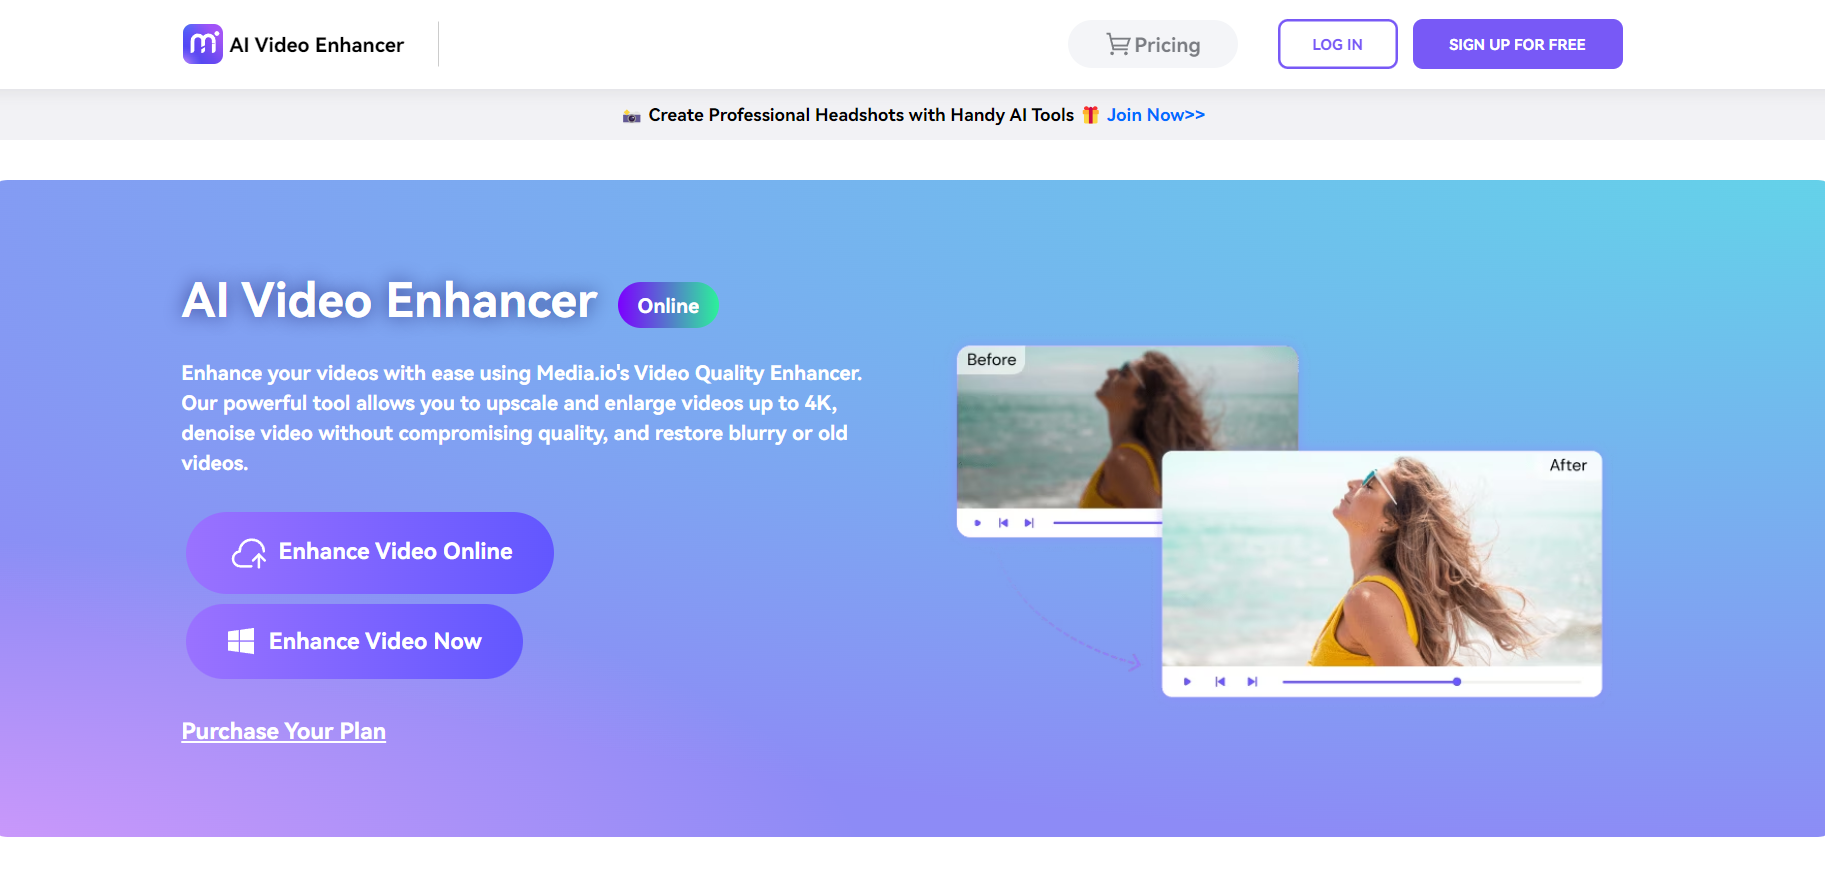 AI Video Enhancer
Pricing
LOG IN
SIGN UP FOR FREE
Create Professional Headshots with Handy AI Tools Join Now>>
AI Video Enhancer Online
Enhance your videos with ease using Media.io's Video Quality Enhancer.
Our powerful tool allows you to upscale and enlarge videos up to 4K,
denoise video without compromising quality, and restore blurry or old
videos.
Enhance Video Online
Enhance Video Now
Purchase Your Plan
Before
After